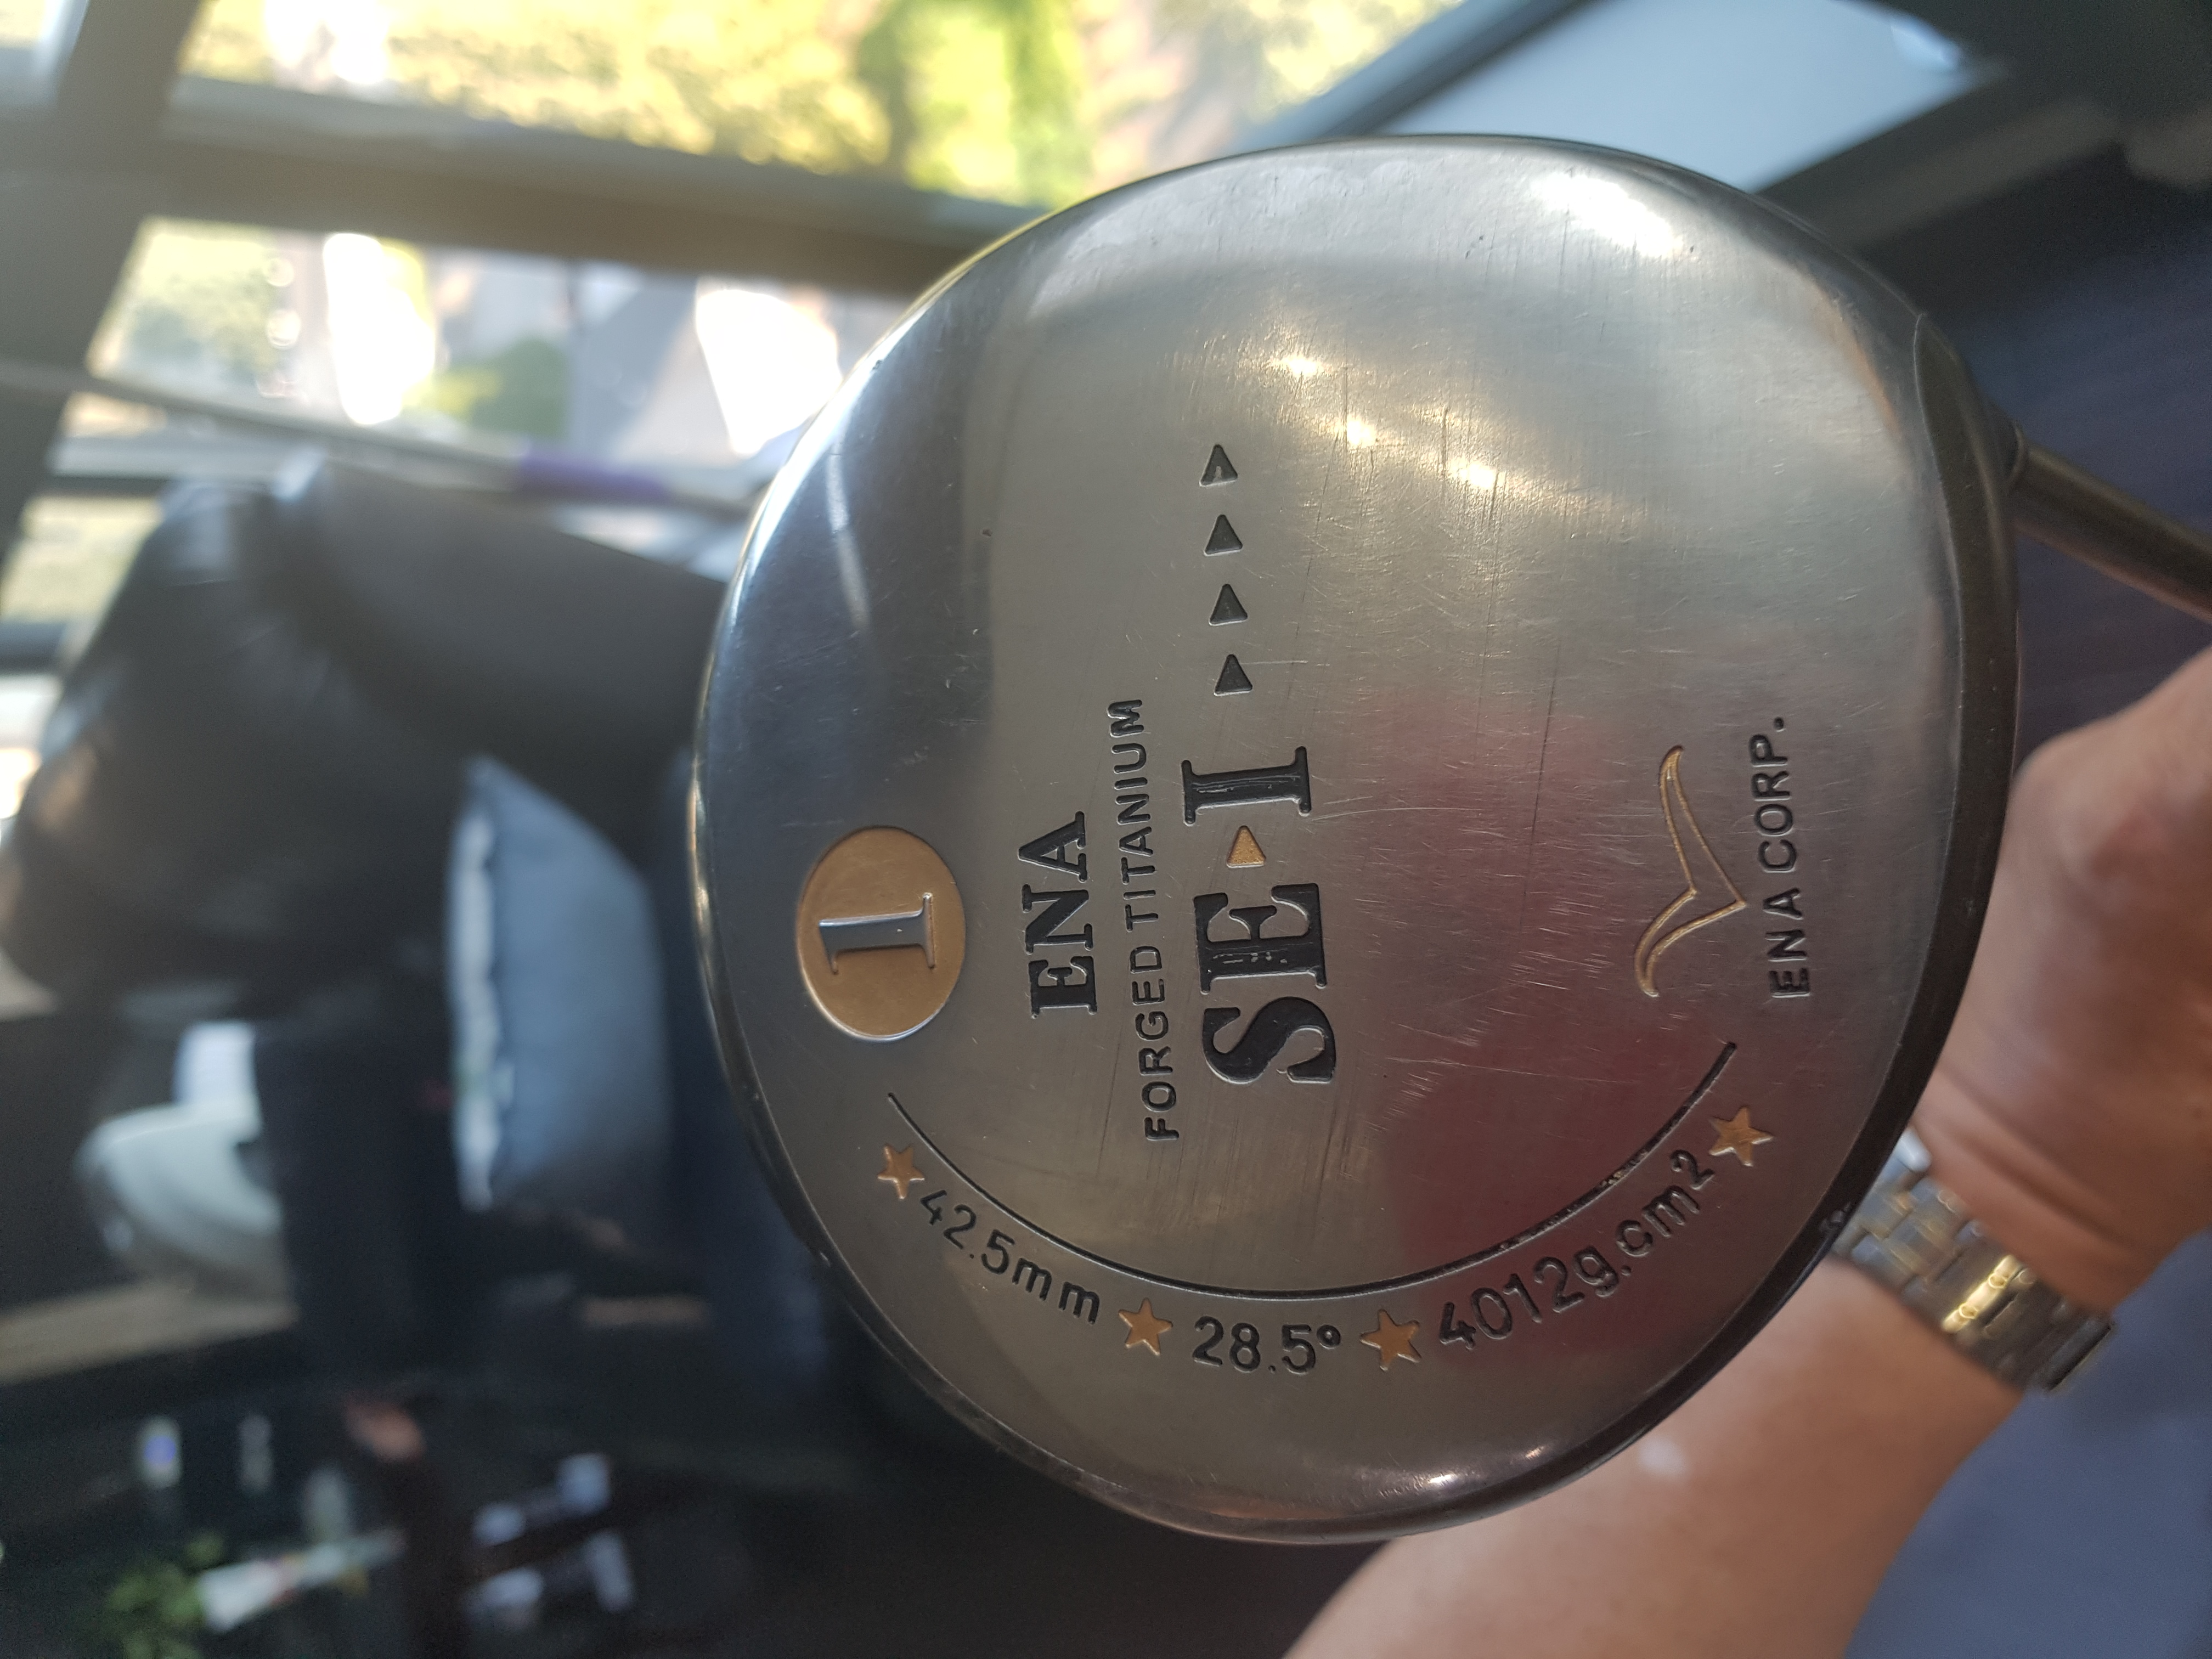 1
ENA
FORGED TITANIUM
SE▸I ▸▸▸▸
★42.5mm★28.5°★4012g.cm²★
ENA CORP.